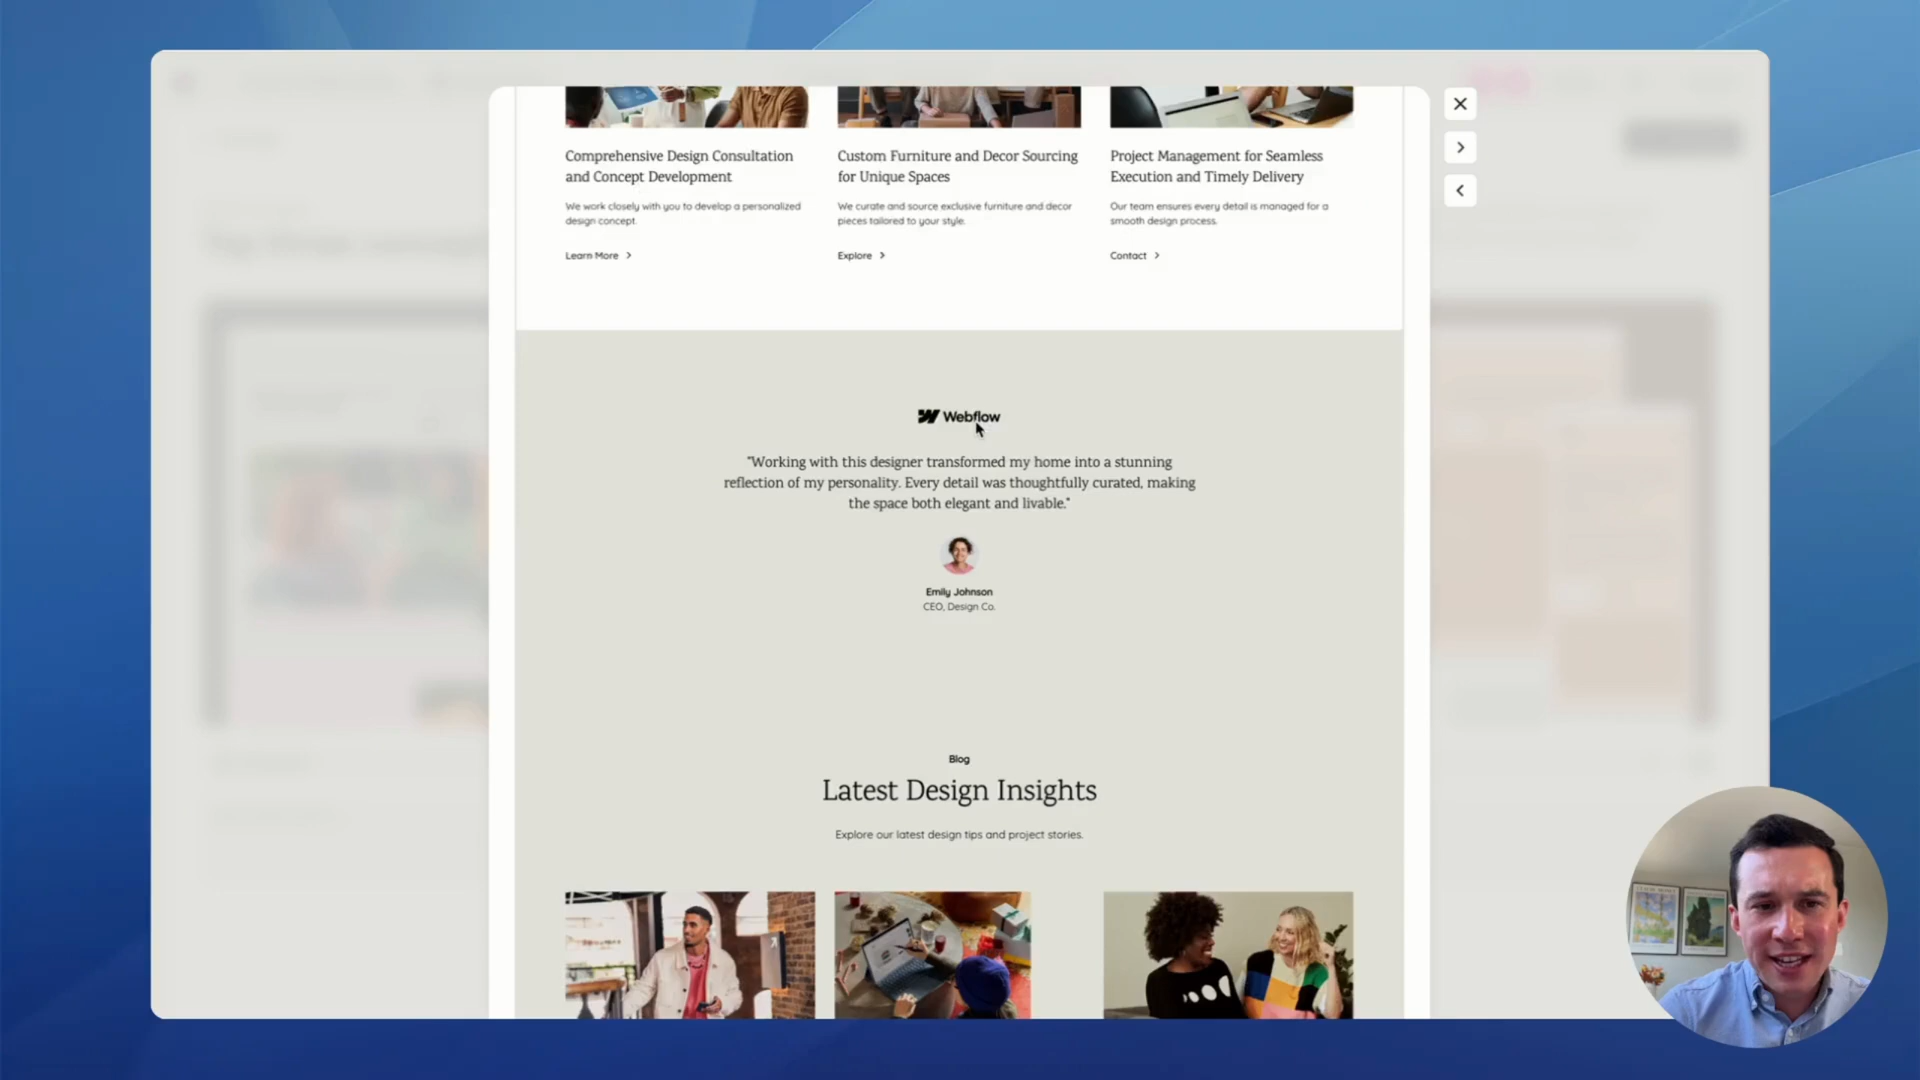 Comprehensive Design Consultation
and Concept Development
We work closely with you to develop a personalized
design concept.
Learn More
Custom Furniture and Decor Sourcing
for Unique Spaces
We curate and source exclusive furniture and decor
pieces tailored to your style.
Explore
Project Management for Seamless
Execution and Timely Delivery
Our team ensures every detail is managed for a
smooth design process.
Contact
Webflow
"Working with this designer transformed my home into a stunning
reflection of my personality. Every detail was thoughtfully curated, making
the space both elegant and livable."
Emily Johnson
CEO, Design Co.
Blog
Latest Design Insights
Explore our latest design tips and project stories.